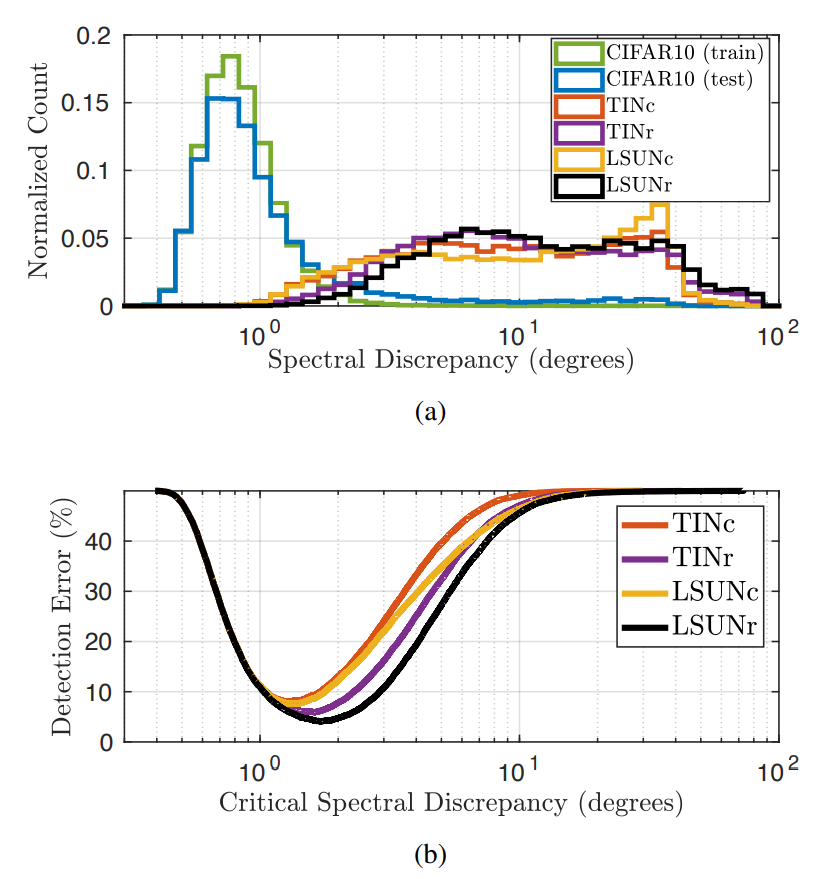 0.2
0.15
0.1
0.05
0
Normalized Count
CIFAR10 (train)
CIFAR10 (test)
TINc
TINr
LSUNc
LSUNr
10^0 10^1 10^2
Spectral Discrepancy (degrees)
(a)
40
30
20
10
0
Detection Error (%)
TINc
TINr
LSUNc
LSUNr
10^0 10^1 10^2
Critical Spectral Discrepancy (degrees)
(b)